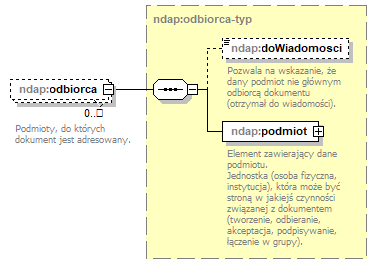 ndap:odbiorca-typ
ndap:doWiadomosci
Pozwala na wskazanie, że
dany podmiot nie głównym
odbiorcą dokumentu
(otrzymał do wiadomości).
ndap:odbiorca
0..
Podmioty, do których
dokument jest adresowany.
ndap:podmiot
Element zawierający dane
podmiotu.
Jednostka (osoba fizyczna,
instytucja), która może być
stroną w jakiejś czynności
związanej z dokumentem
(tworzenie, odbieranie,
akceptacja, podpisywanie,
łączenie w grupy).